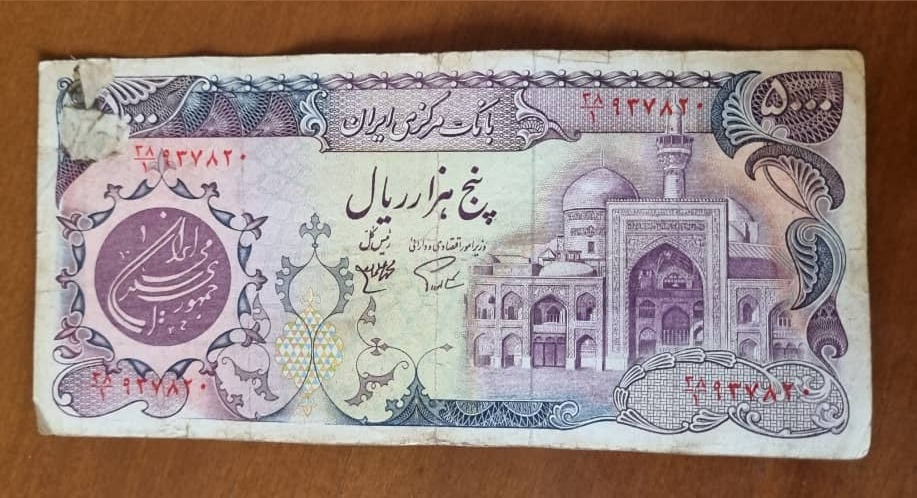 بانک مرکزی ایران
۲۸/۱ ۹۳۷۸۲۰
۵۰۰۰
۰۰۰
۲۸/۱ ۹۳۷۸۲۰
پنج هزار ریال
وزیر امور اقتصادی و دارائی
رئیس کل
جمهوری اسلامی ایران
۲۸/۱ ۹۳۷۸۲۰
۲۸/۱ ۹۳۷۸۲۰